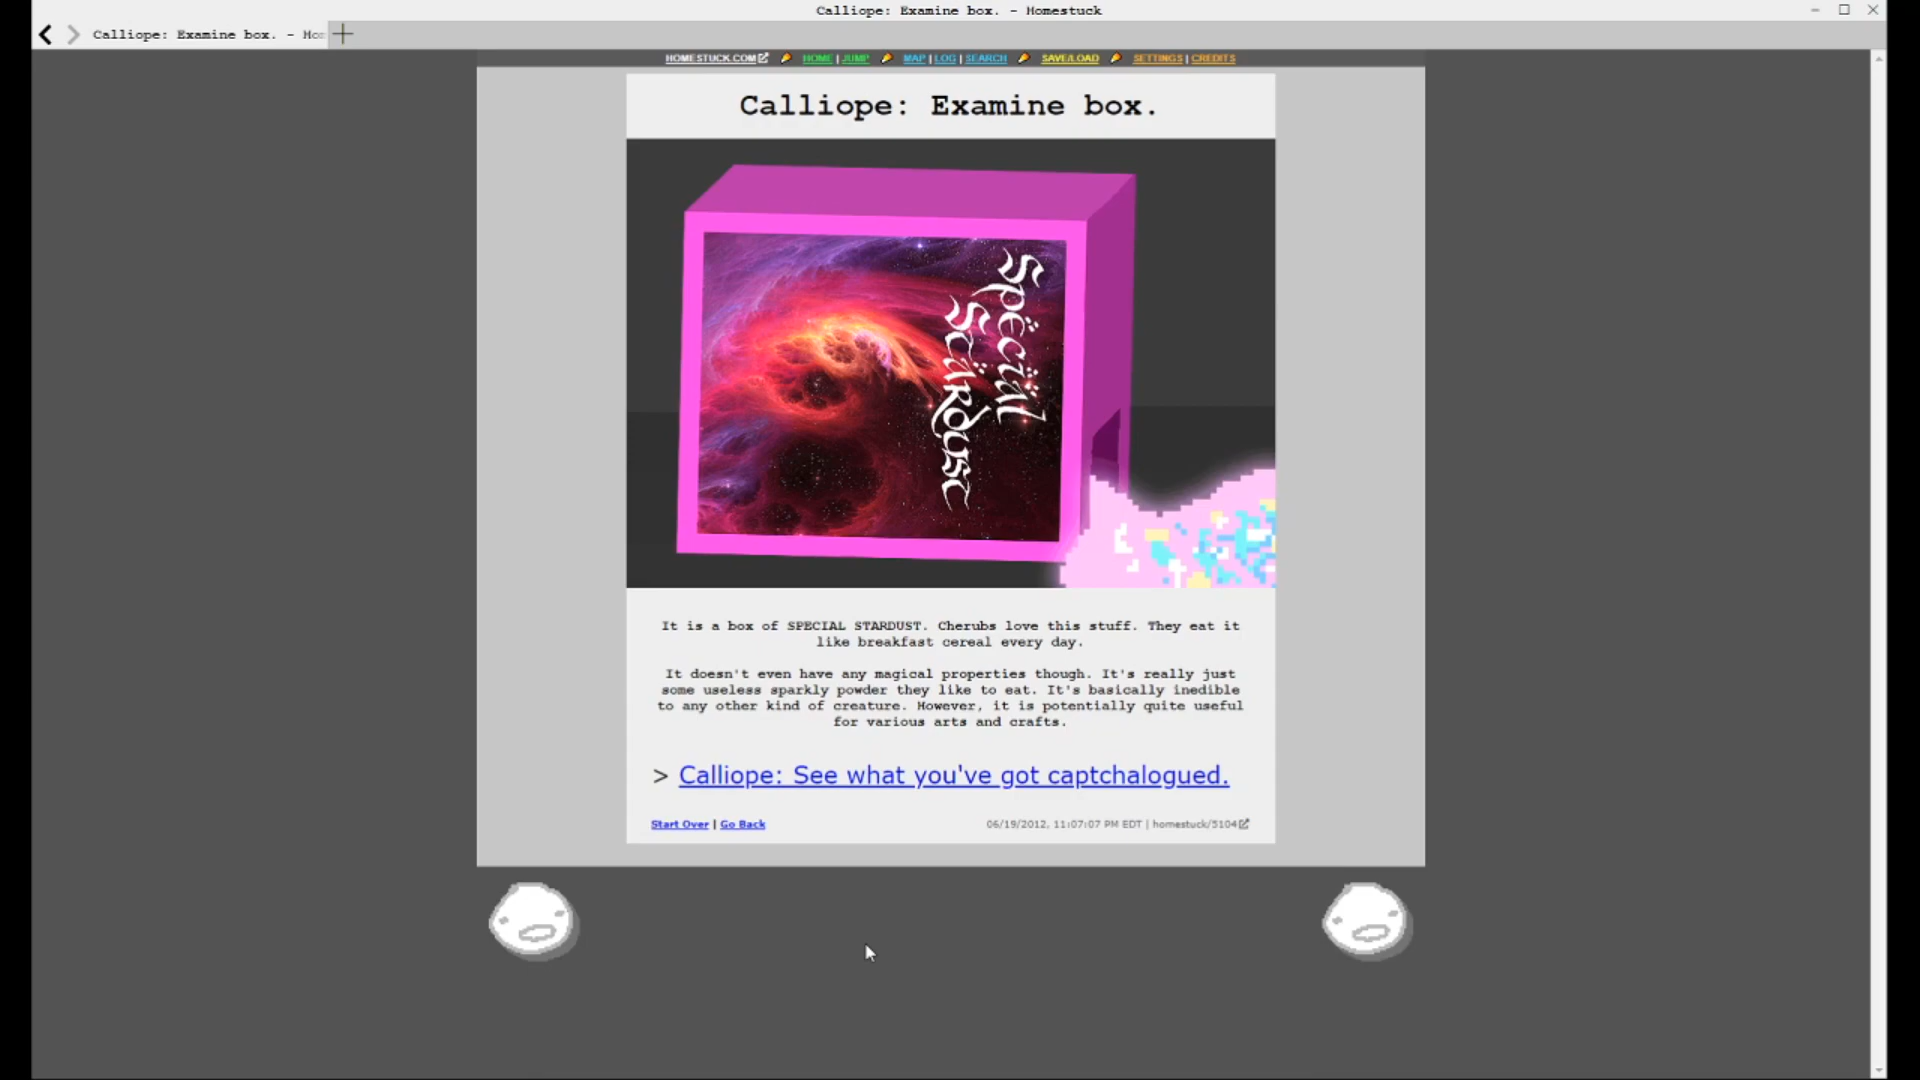 Calliope: Examine box. - Homestuck
Calliope: Examine box. - Ho
HOMESTUCK.COM HOME | JUMP MAP | LOG | SEARCH SAVE/LOAD SETTINGS | CREDITS
Calliope: Examine box.
Spëcïäl
Stärdust
It is a box of SPECIAL STARDUST. Cherubs love this stuff. They eat it
like breakfast cereal every day.
It doesn't even have any magical properties though. It's really just
some useless sparkly powder they like to eat. It's basically inedible
to any other kind of creature. However, it is potentially quite useful
for various arts and crafts.
> Calliope: See what you've got captchalogued.
Start Over | Go Back
06/19/2012, 11:07:07 PM EDT | homestuck/5104